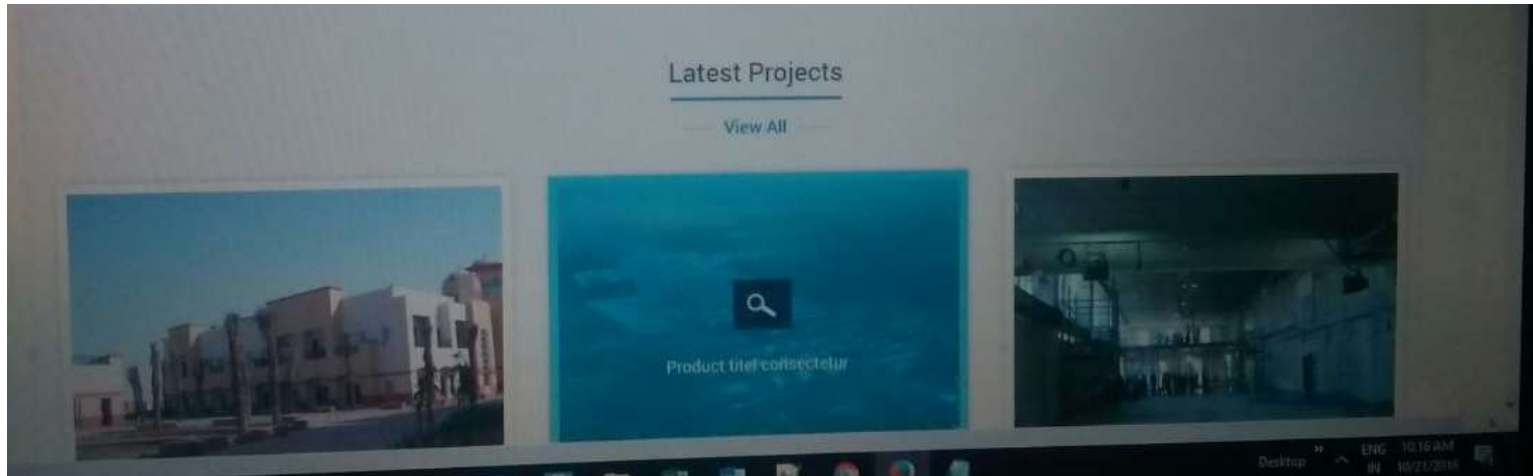 Latest Projects
View All
Product titel consectetur
Desktop
ENG
10:16 AM
IN